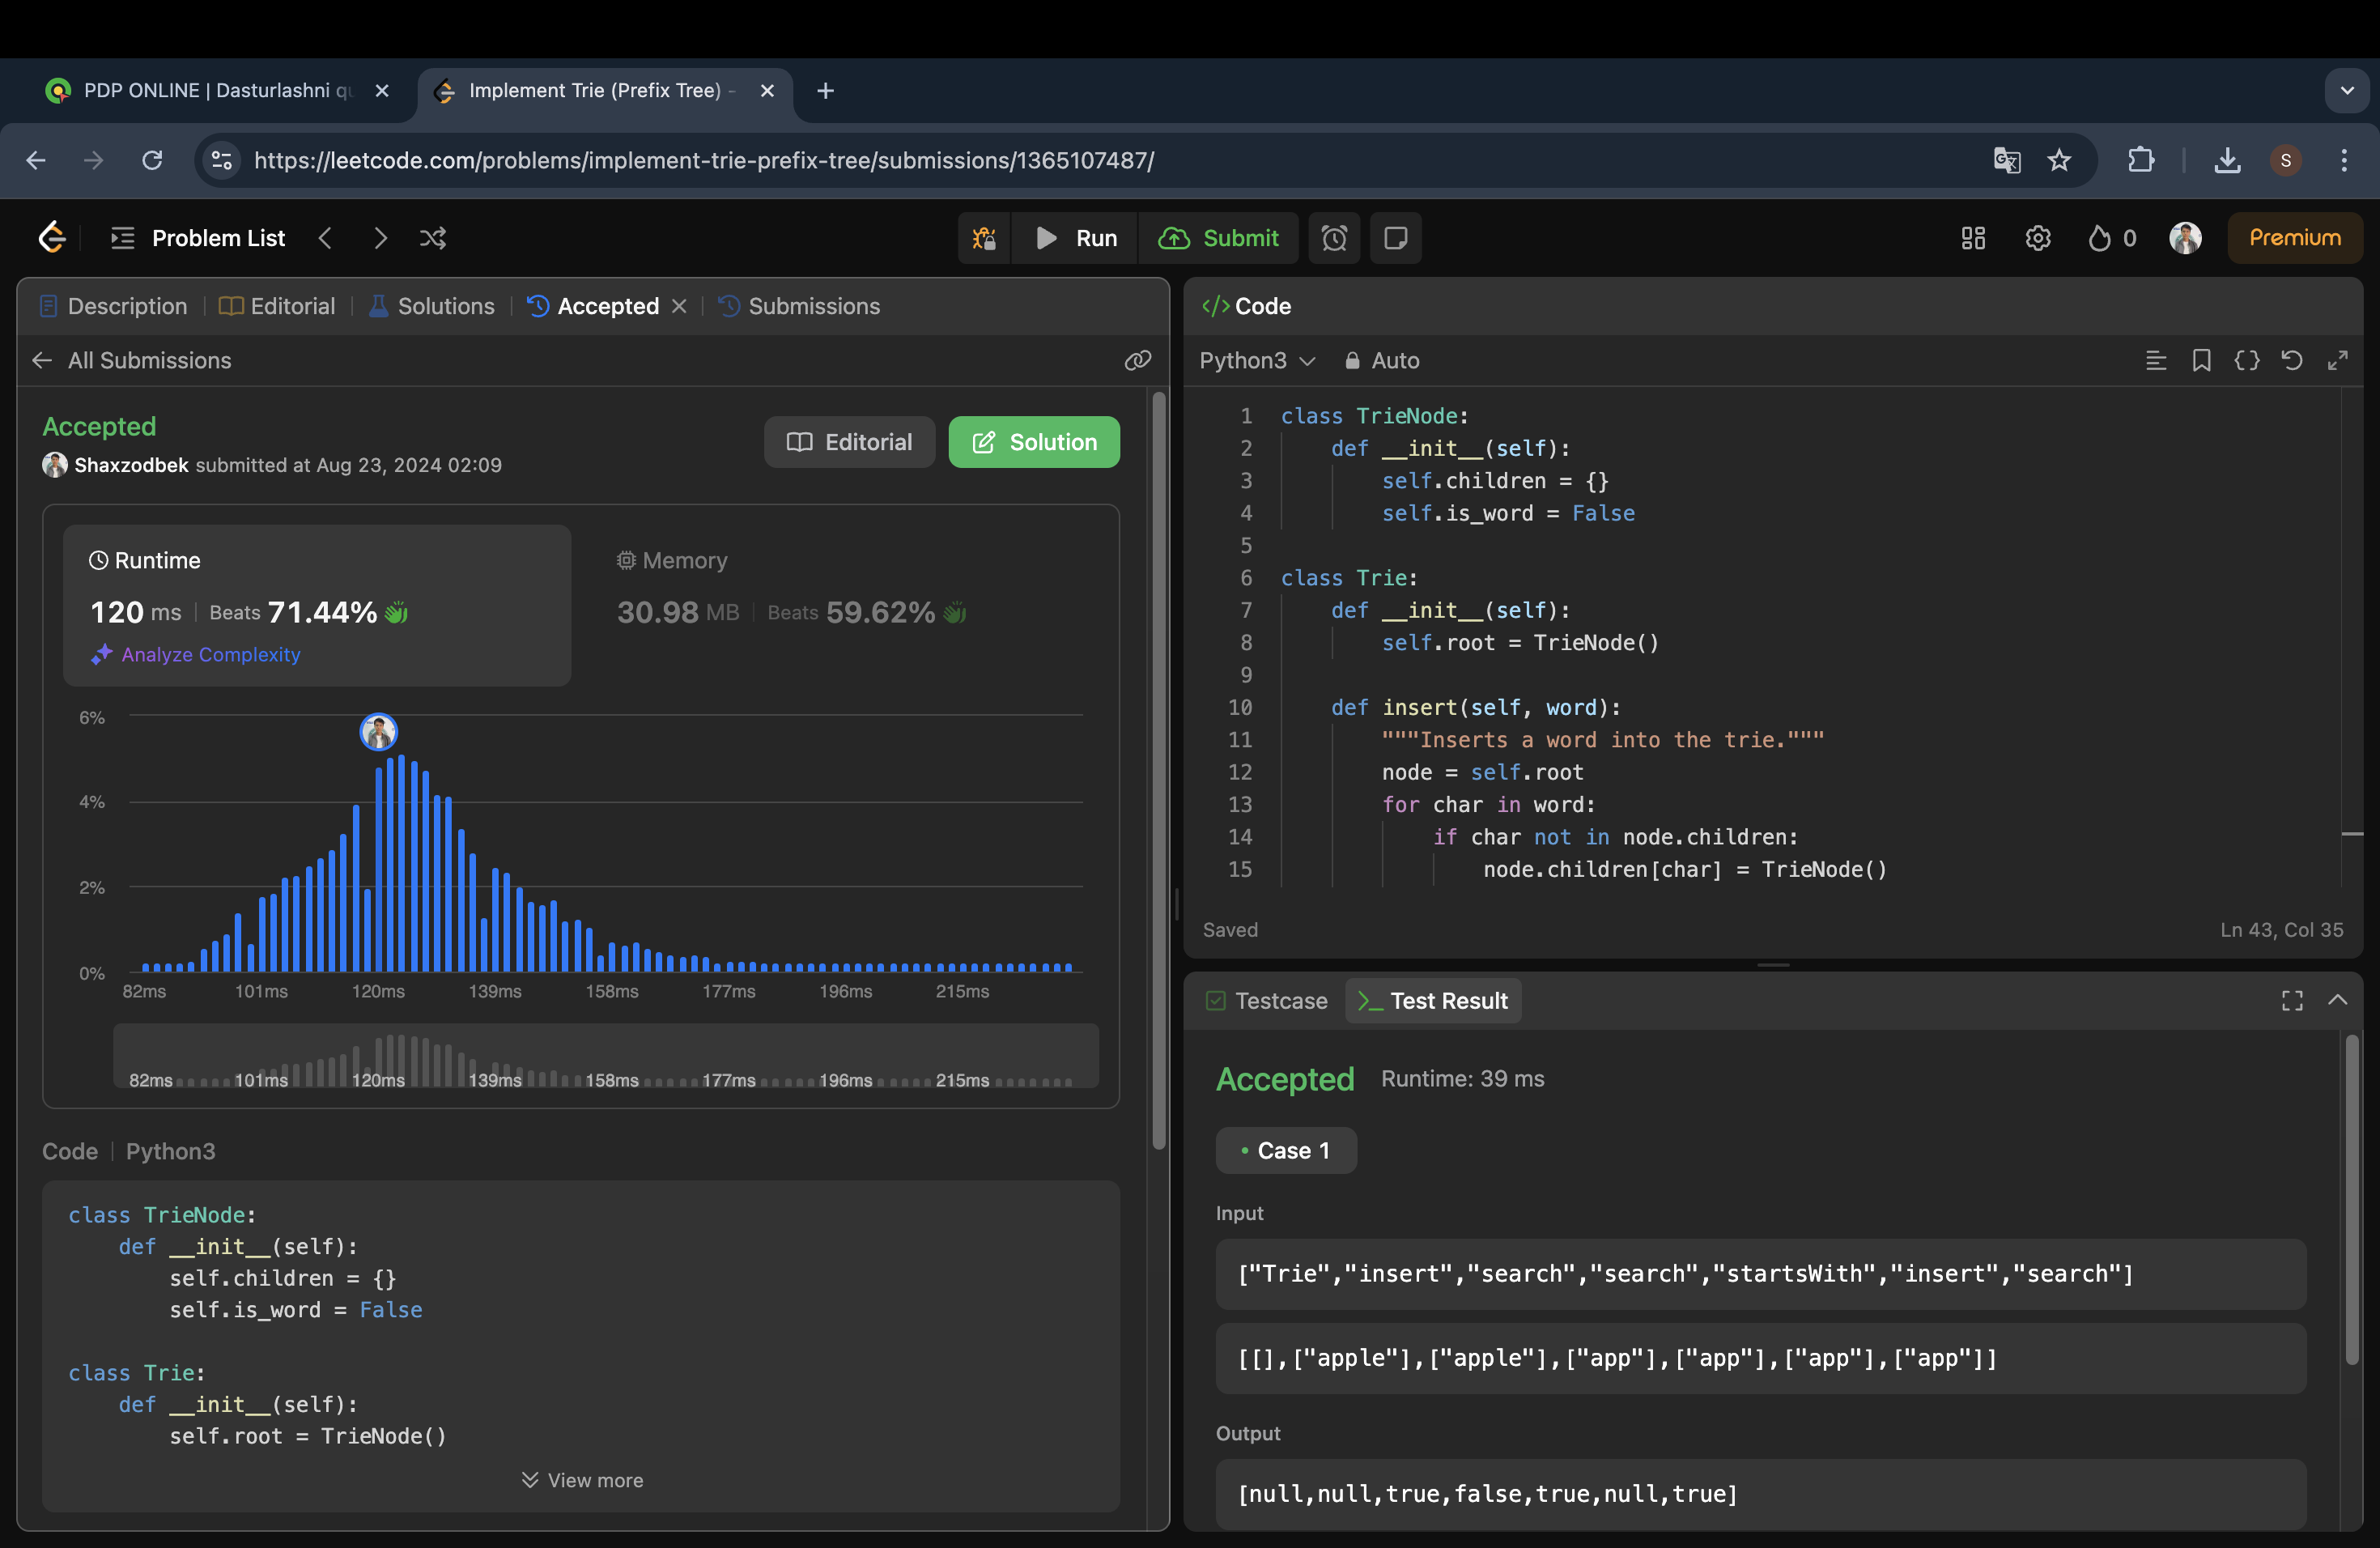 PDP ONLINE | Dasturlashni qu
Implement Trie (Prefix Tree) -
https://leetcode.com/problems/implement-trie-prefix-tree/submissions/1365107487/
S
Problem List
Run
Submit
0
Premium
Description
Editorial
Solutions
Accepted
Submissions
All Submissions
Accepted
Shaxzodbek submitted at Aug 23, 2024 02:09
Editorial
Solution
Runtime
120 ms
Beats 71.44%
Analyze Complexity
Memory
30.98 MB
Beats 59.62%
6%
4%
2%
0%
82ms 101ms 120ms 139ms 158ms 177ms 196ms 215ms
82ms 101ms 120ms 139ms 158ms 177ms 196ms 215ms
Code | Python3
class TrieNode:
    def __init__(self):
        self.children = {}
        self.is_word = False

class Trie:
    def __init__(self):
        self.root = TrieNode()
View more
</> Code
Python3
Auto
1 class TrieNode:
2     def __init__(self):
3         self.children = {}
4         self.is_word = False
5
6 class Trie:
7     def __init__(self):
8         self.root = TrieNode()
9
10     def insert(self, word):
11         """Inserts a word into the trie."""
12         node = self.root
13         for char in word:
14             if char not in node.children:
15                 node.children[char] = TrieNode()
Saved
Ln 43, Col 35
Testcase
Test Result
Accepted
Runtime: 39 ms
Case 1
Input
["Trie","insert","search","search","startsWith","insert","search"]
[[],["apple"],["apple"],["app"],["app"],["app"],["app"]]
Output
[null,null,true,false,true,null,true]